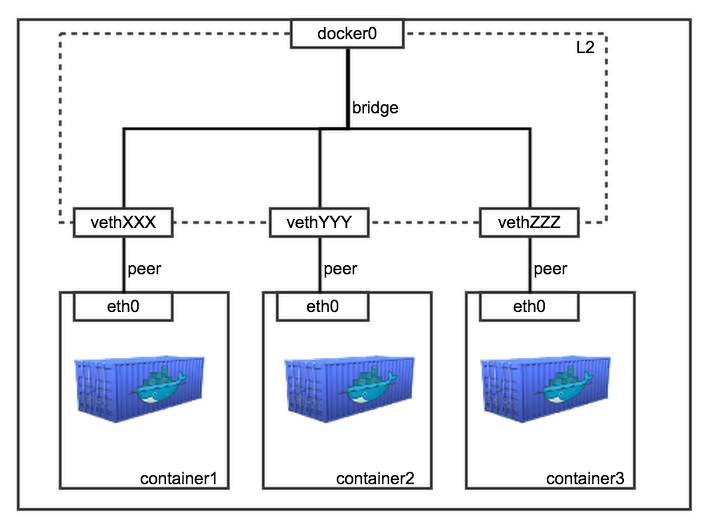 docker0
L2
bridge
vethXXX
vethYYY
vethZZZ
peer
peer
peer
eth0
eth0
eth0
container1
container2
container3